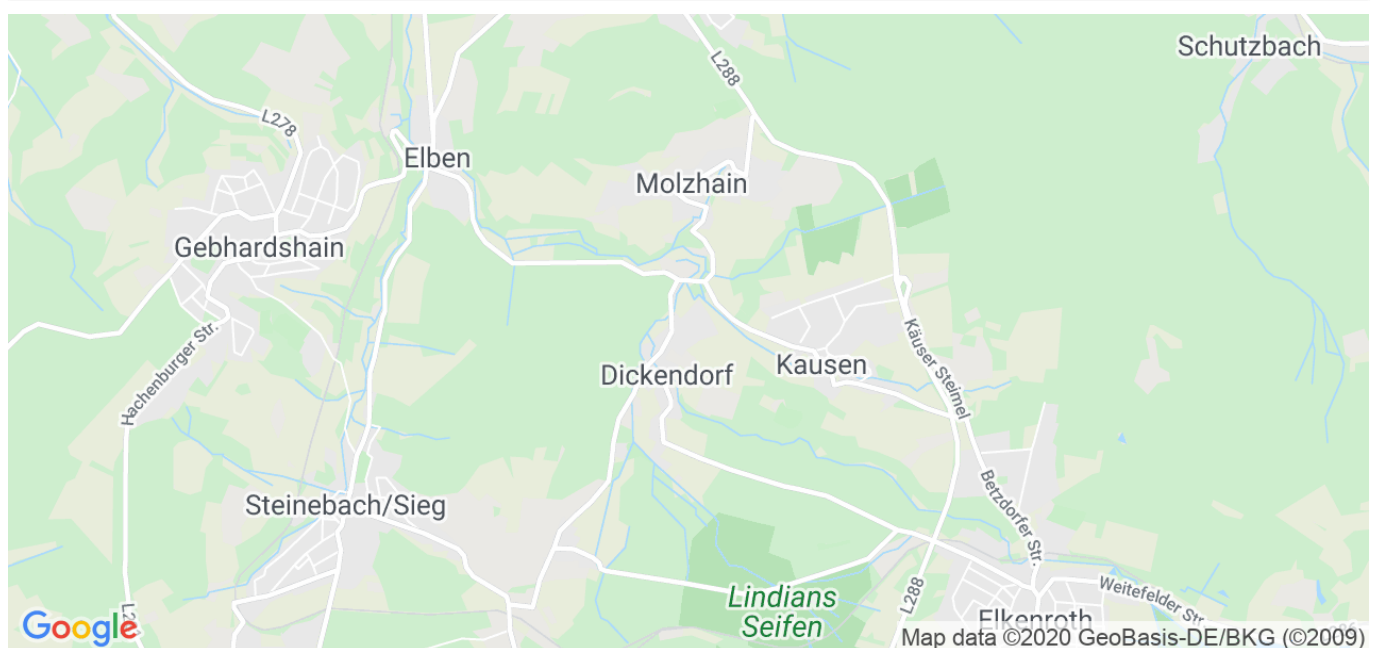 Schutzbach
L288
L278
Elben
Molzhain
Gebhardshain
Käuser Steimel
Hachenburger Str.
Kausen
Dickendorf
Steinebach/Sieg
Betzdorfer Str.
Weitefelder Str.
L288
Lindians
Seifen
Elkenroth
Google
Map data ©2020 GeoBasis-DE/BKG (©2009)